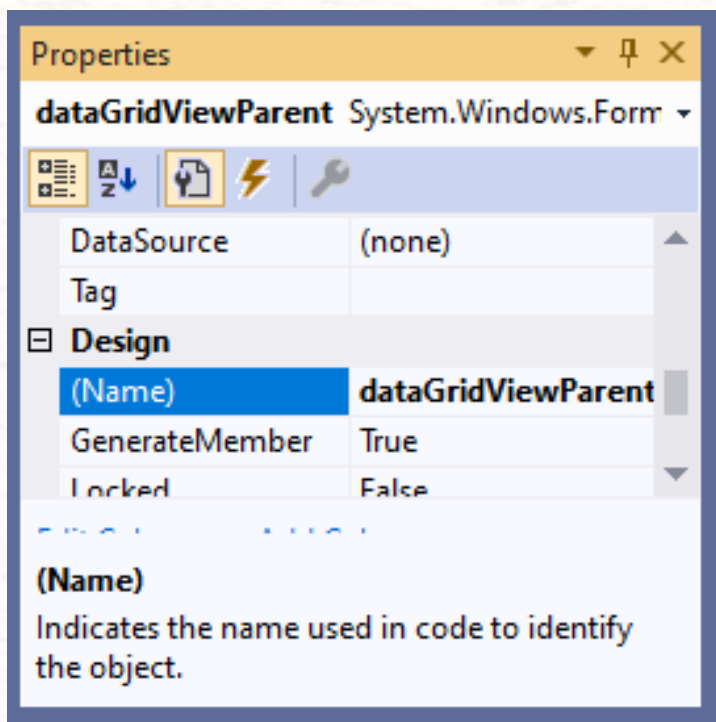 Properties
dataGridViewParent System.Windows.Form
A
Z
DataSource (none)
Tag
Design
(Name) dataGridViewParent
GenerateMember True
Locked False
(Name)
Indicates the name used in code to identify
the object.